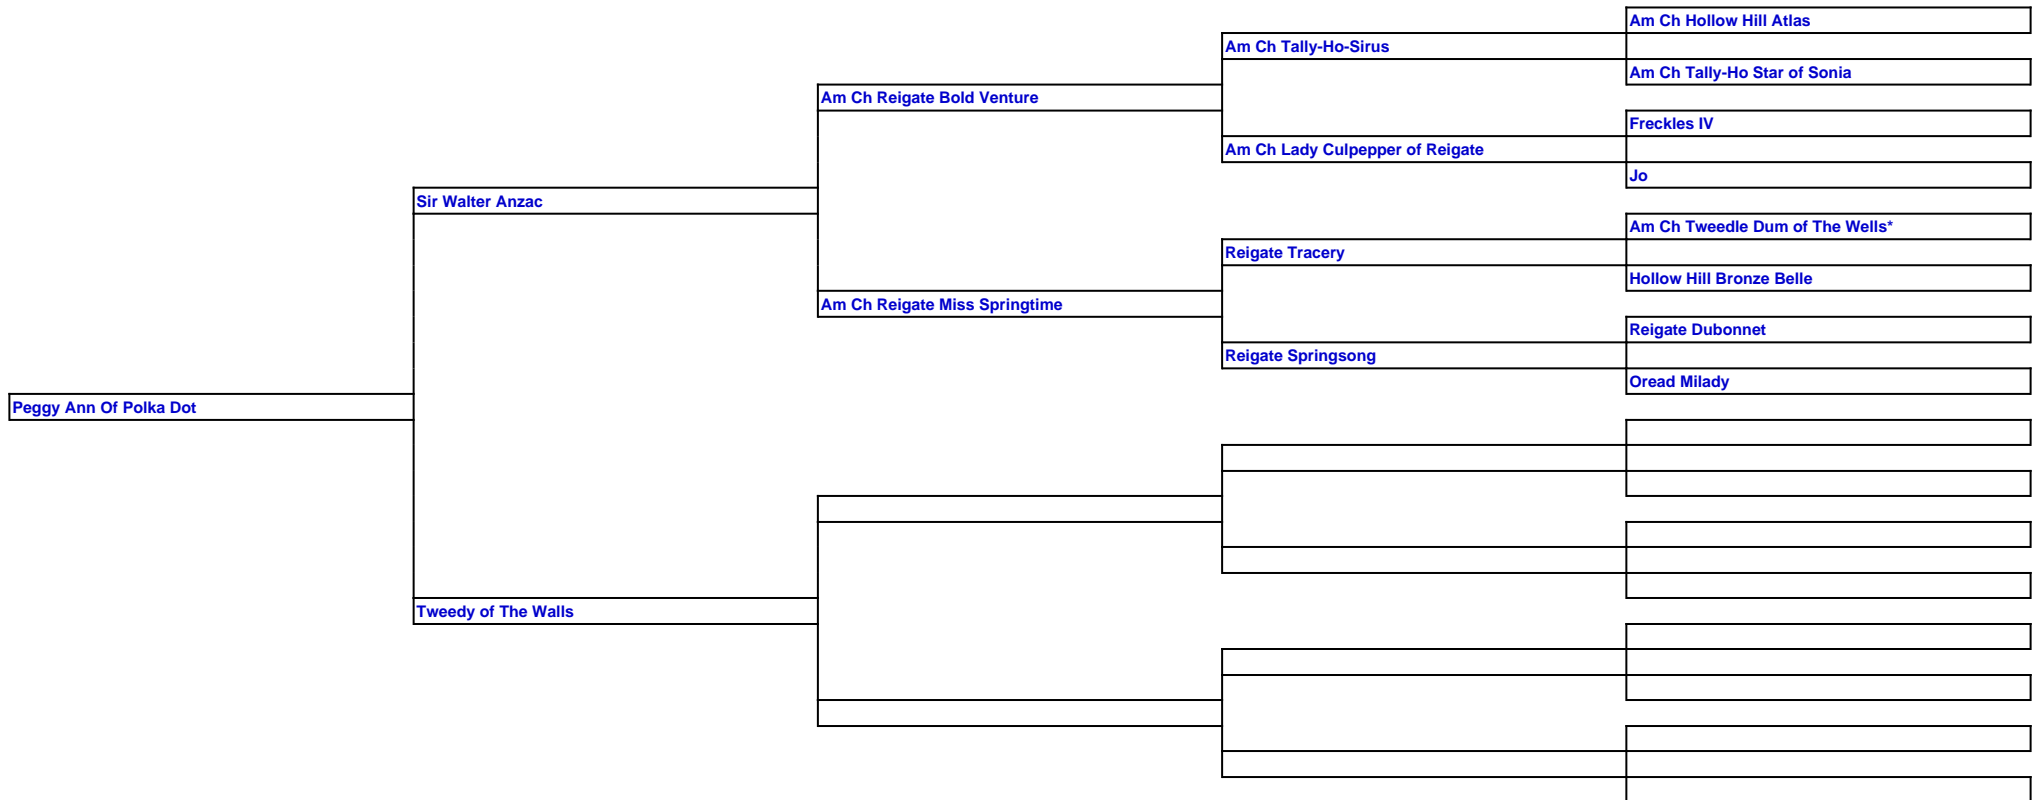 Am Ch Hollow Hill Atlas
Am Ch Tally-Ho-Sirus
Am Ch Tally-Ho Star of Sonia
Am Ch Reigate Bold Venture
Freckles IV
Am Ch Lady Culpepper of Reigate
Jo
Sir Walter Anzac
Am Ch Tweedle Dum of The Wells*
Reigate Tracery
Hollow Hill Bronze Belle
Am Ch Reigate Miss Springtime
Reigate Dubonnet
Reigate Springsong
Oread Milady
Peggy Ann Of Polka Dot
Tweedy of The Walls